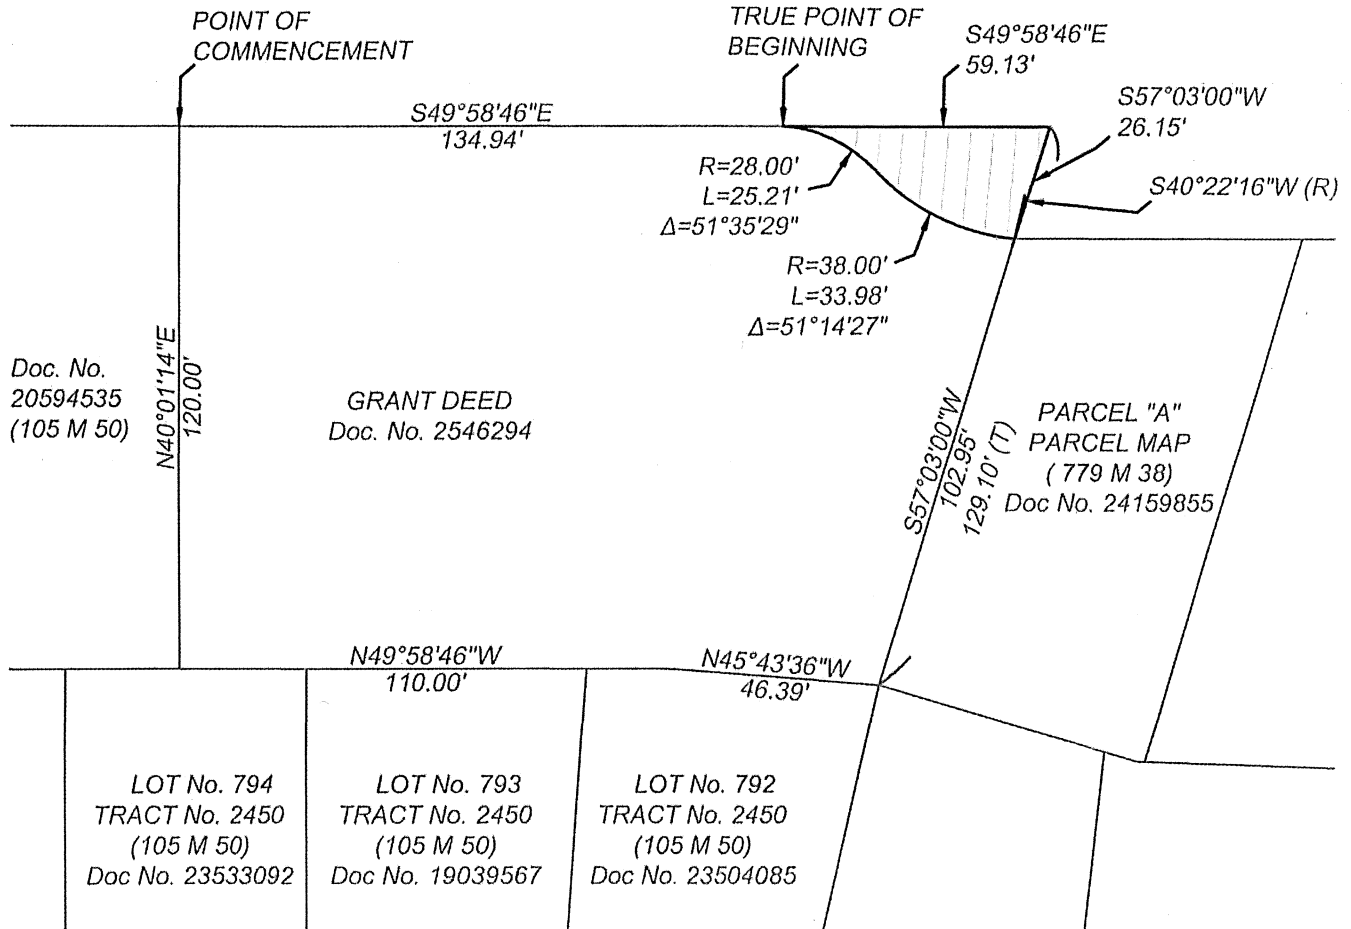 POINT OF
COMMENCEMENT
TRUE POINT OF
BEGINNING
S49°58'46"E
59.13'
S57°03'00"W
26.15'
S49°58'46"E
134.94'
R=28.00'
L=25.21'
Δ=51°35'29"
S40°22'16"W (R)
R=38.00'
L=33.98'
Δ=51°14'27"
N40°01'14"E
120.00'
Doc. No.
20594535
(105 M 50)
GRANT DEED
Doc. No. 2546294
S57°03'00"W
102.95'
129.10' (T)
PARCEL "A"
PARCEL MAP
( 779 M 38)
Doc No. 24159855
N49°58'46"W
110.00'
N45°43'36"W
46.39'
LOT No. 794
TRACT No. 2450
(105 M 50)
Doc No. 23533092
LOT No. 793
TRACT No. 2450
(105 M 50)
Doc No. 19039567
LOT No. 792
TRACT No. 2450
(105 M 50)
Doc No. 23504085